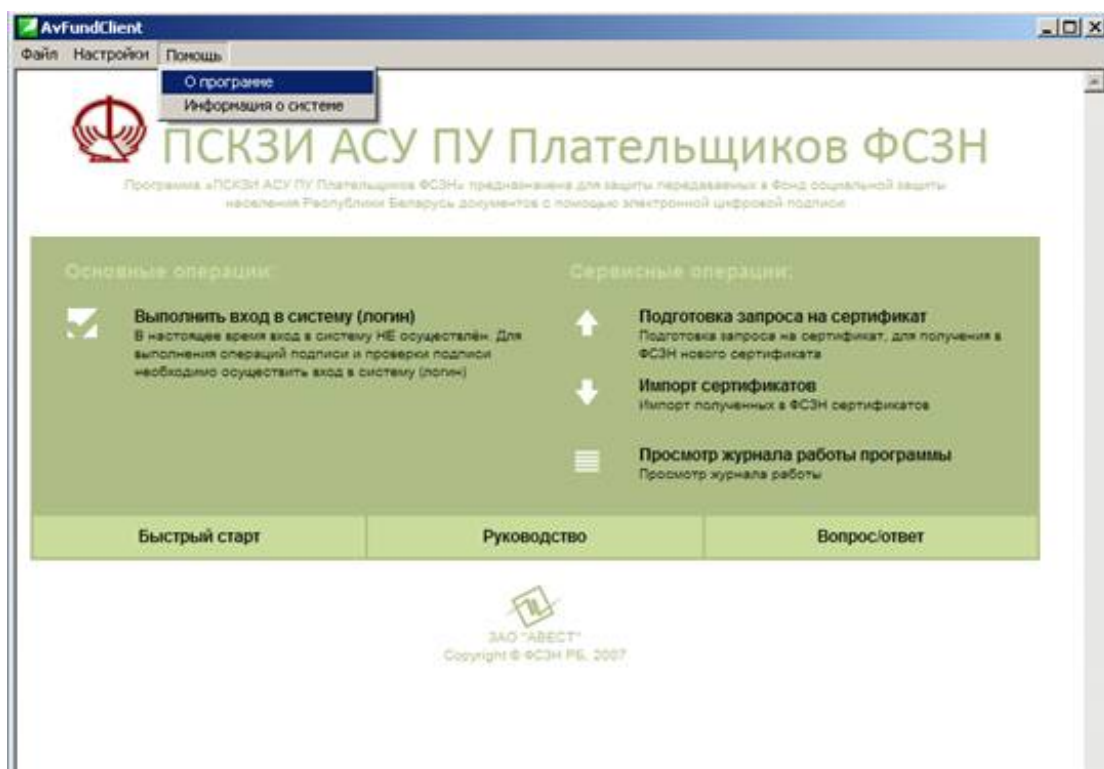 AvFundClient
Файл Настройки Помощь
О программе
Информация о системе
ПСКЗИ АСУ ПУ Плательщиков ФСЗН
Программа «ПСКЗИ АСУ ПУ Плательщиков ФСЗН» предназначена для защиты передаваемых в Фонд социальной защиты
населения Республики Беларусь документов с помощью электронной цифровой подписи
Основные операции:
Выполнить вход в систему (логин)
В настоящее время вход в систему НЕ осуществлён. Для
выполнения операций подписи и проверки подписи
необходимо осуществить вход в систему (логин)
Сервисные операции:
Подготовка запроса на сертификат
Подготовка запроса на сертификат, для получения в
ФСЗН нового сертификата
Импорт сертификатов
Импорт полученных в ФСЗН сертификатов
Просмотр журнала работы программы
Просмотр журнала работы
Быстрый старт
Руководство
Вопрос/ответ
ЗАО "АВЕСТ"
Copyright © ФСЗН РБ, 2007